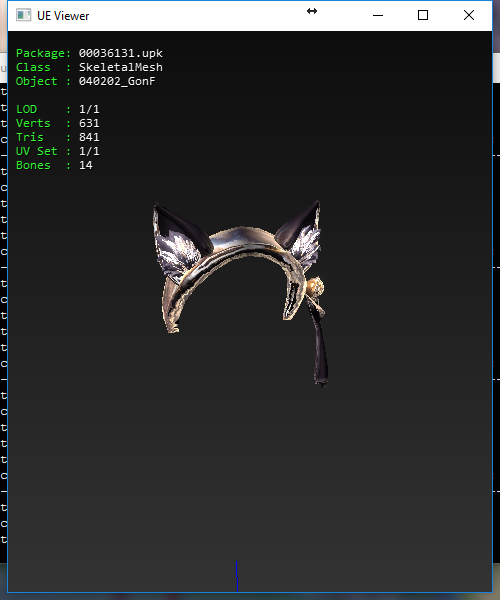 UE Viewer
Package: 00036131.upk
Class : SkeletalMesh
Object : 040202_GonF
LOD : 1/1
Verts : 631
Tris : 841
UV Set : 1/1
Bones : 14